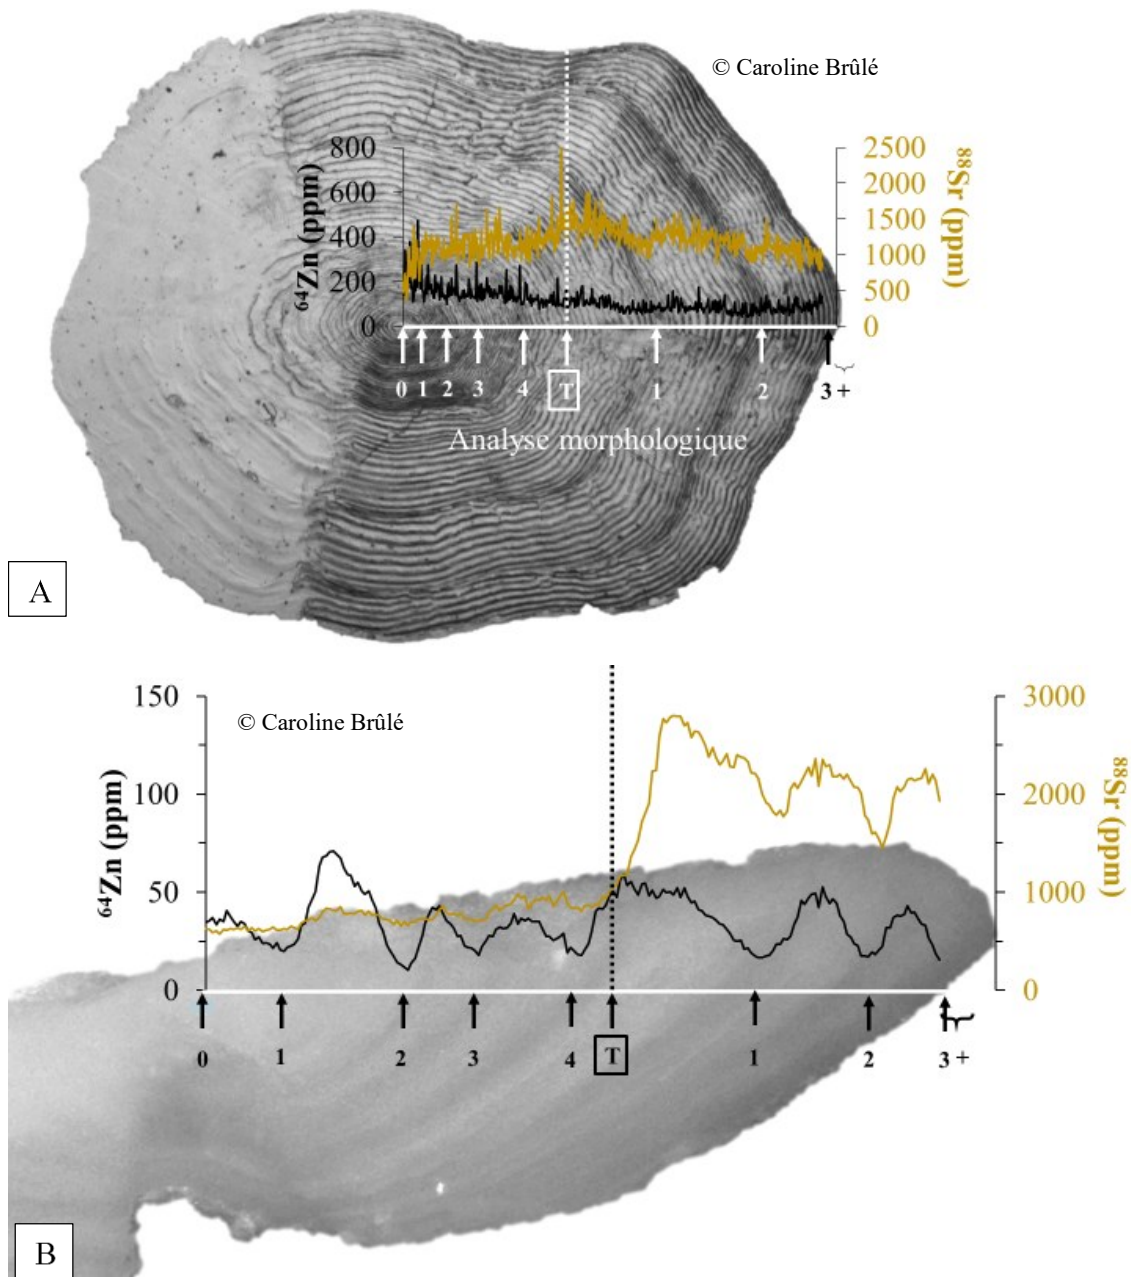 © Caroline Brûlé
800
600
400
200
0
⁶⁴Zn (ppm)
2500
2000
1500
1000
500
0
⁸⁸Sr (ppm)
0 1 2 3 4 T 1 2 3 +
Analyse morphologique
A
© Caroline Brûlé
150
100
50
0
⁶⁴Zn (ppm)
3000
2000
1000
0
⁸⁸Sr (ppm)
0 1 2 3 4 T 1 2 3 +
B